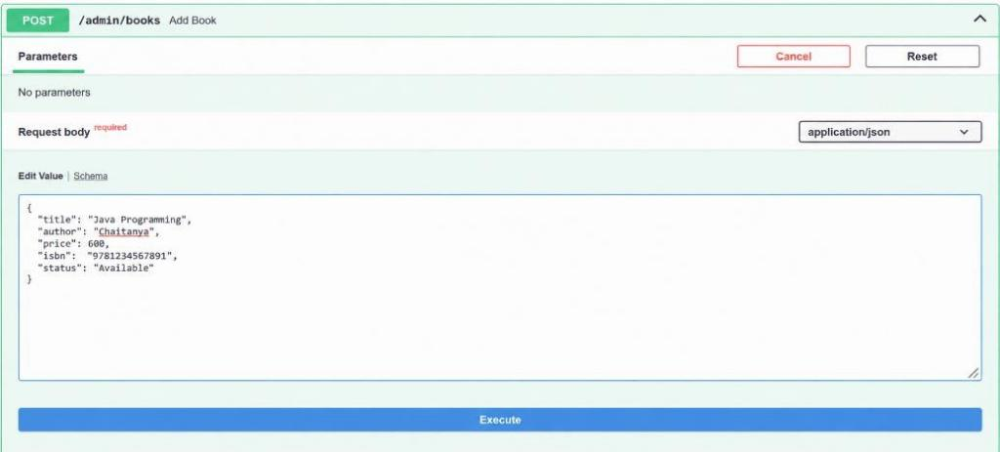 POST /admin/books Add Book
Parameters Cancel Reset
No parameters
Request body required application/json
Edit Value | Schema
{
"title": "Java Programming",
"author": "Chaitanya",
"price": 600,
"isbn":  "9781234567891",
"status": "Available"
}
Execute